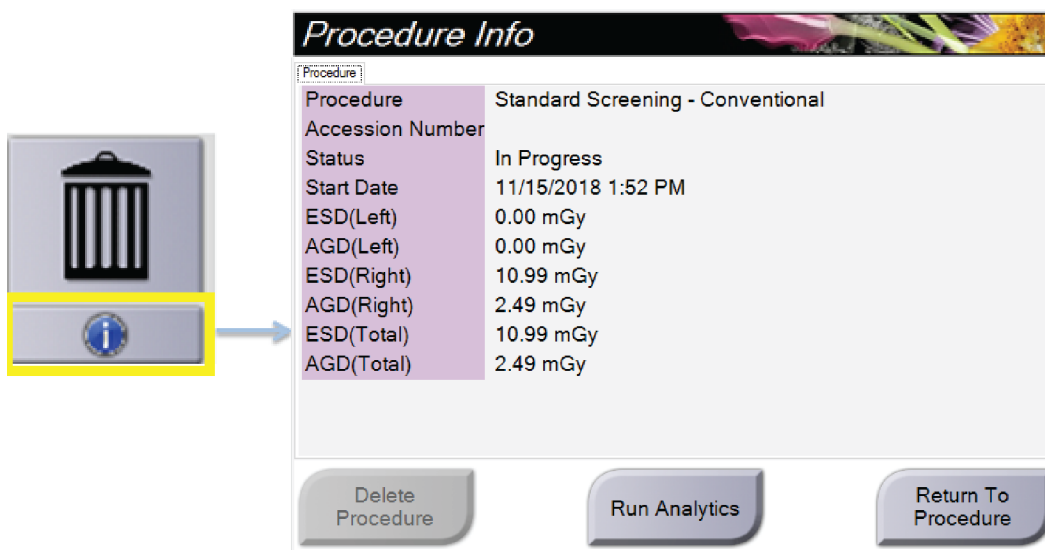 Procedure Info
Procedure
Procedure Standard Screening - Conventional
Accession Number
Status In Progress
Start Date 11/15/2018 1:52 PM
ESD(Left) 0.00 mGy
AGD(Left) 0.00 mGy
ESD(Right) 10.99 mGy
AGD(Right) 2.49 mGy
ESD(Total) 10.99 mGy
AGD(Total) 2.49 mGy
i
Delete
Procedure
Run Analytics
Return To
Procedure